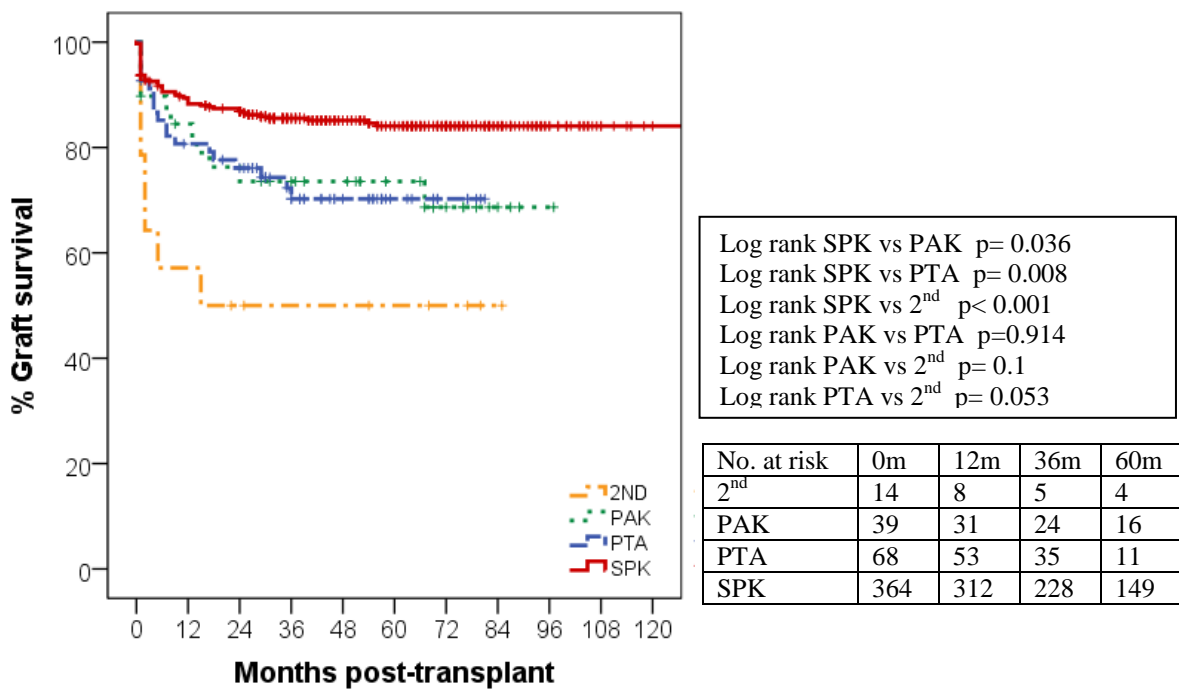 % Graft survival
100
80
60
40
20
0
2ND
PAK
PTA
SPK
0 12 24 36 48 60 72 84 96 108 120
Months post-transplant
Log rank SPK vs PAK p= 0.036
Log rank SPK vs PTA p= 0.008
Log rank SPK vs 2nd p< 0.001
Log rank PAK vs PTA p=0.914
Log rank PAK vs 2nd p= 0.1
Log rank PTA vs 2nd p= 0.053
No. at risk 0m 12m 36m 60m
2nd 14 8 5 4
PAK 39 31 24 16
PTA 68 53 35 11
SPK 364 312 228 149